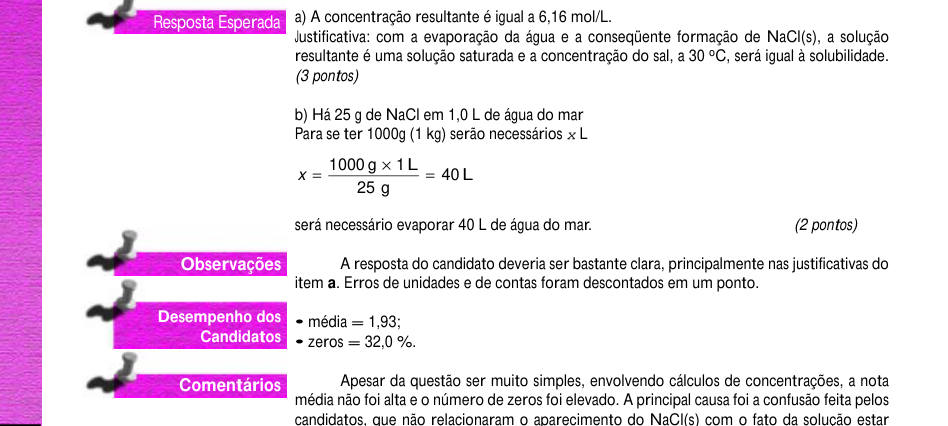 Resposta Esperada
a) A concentração resultante é igual a 6,16 mol/L.
Justificativa: com a evaporação da água e a conseqüente formação de NaCl(s), a solução
resultante é uma solução saturada e a concentração do sal, a 30 ºC, será igual à solubilidade.
(3 pontos)
b) Há 25 g de NaCl em 1,0 L de água do mar
Para se ter 1000g (1 kg) serão necessários x L
x = 1000 g × 1 L / 25 g = 40 L
será necessário evaporar 40 L de água do mar. (2 pontos)
Observações
A resposta do candidato deveria ser bastante clara, principalmente nas justificativas do
item a. Erros de unidades e de contas foram descontados em um ponto.
Desempenho dos
Candidatos
• média = 1,93;
• zeros = 32,0 %.
Comentários
Apesar da questão ser muito simples, envolvendo cálculos de concentrações, a nota
média não foi alta e o número de zeros foi elevado. A principal causa foi a confusão feita pelos
candidatos, que não relacionaram o aparecimento do NaCl(s) com o fato da solução estar